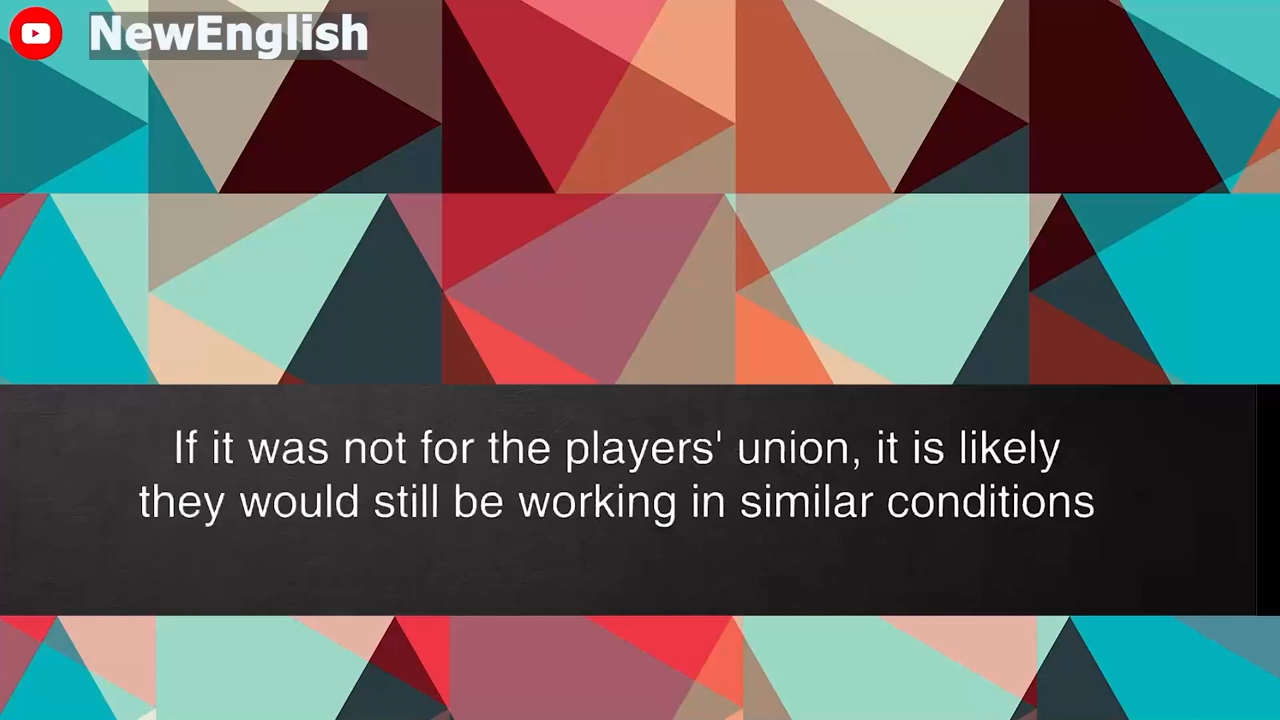 NewEnglish
If it was not for the players' union, it is likely
they would still be working in similar conditions